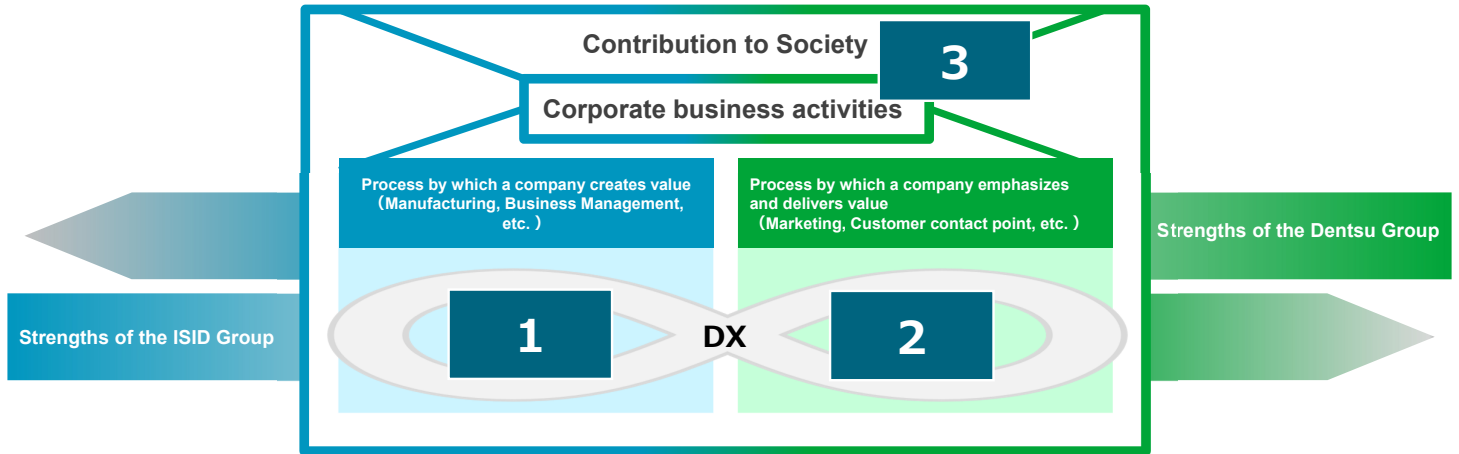 Contribution to Society
3
Corporate business activities
Process by which a company creates value
（Manufacturing, Business Management,
etc. ）
Process by which a company emphasizes
and delivers value
（Marketing, Customer contact point, etc. ）
Strengths of the Dentsu Group
Strengths of the ISID Group
1
DX
2